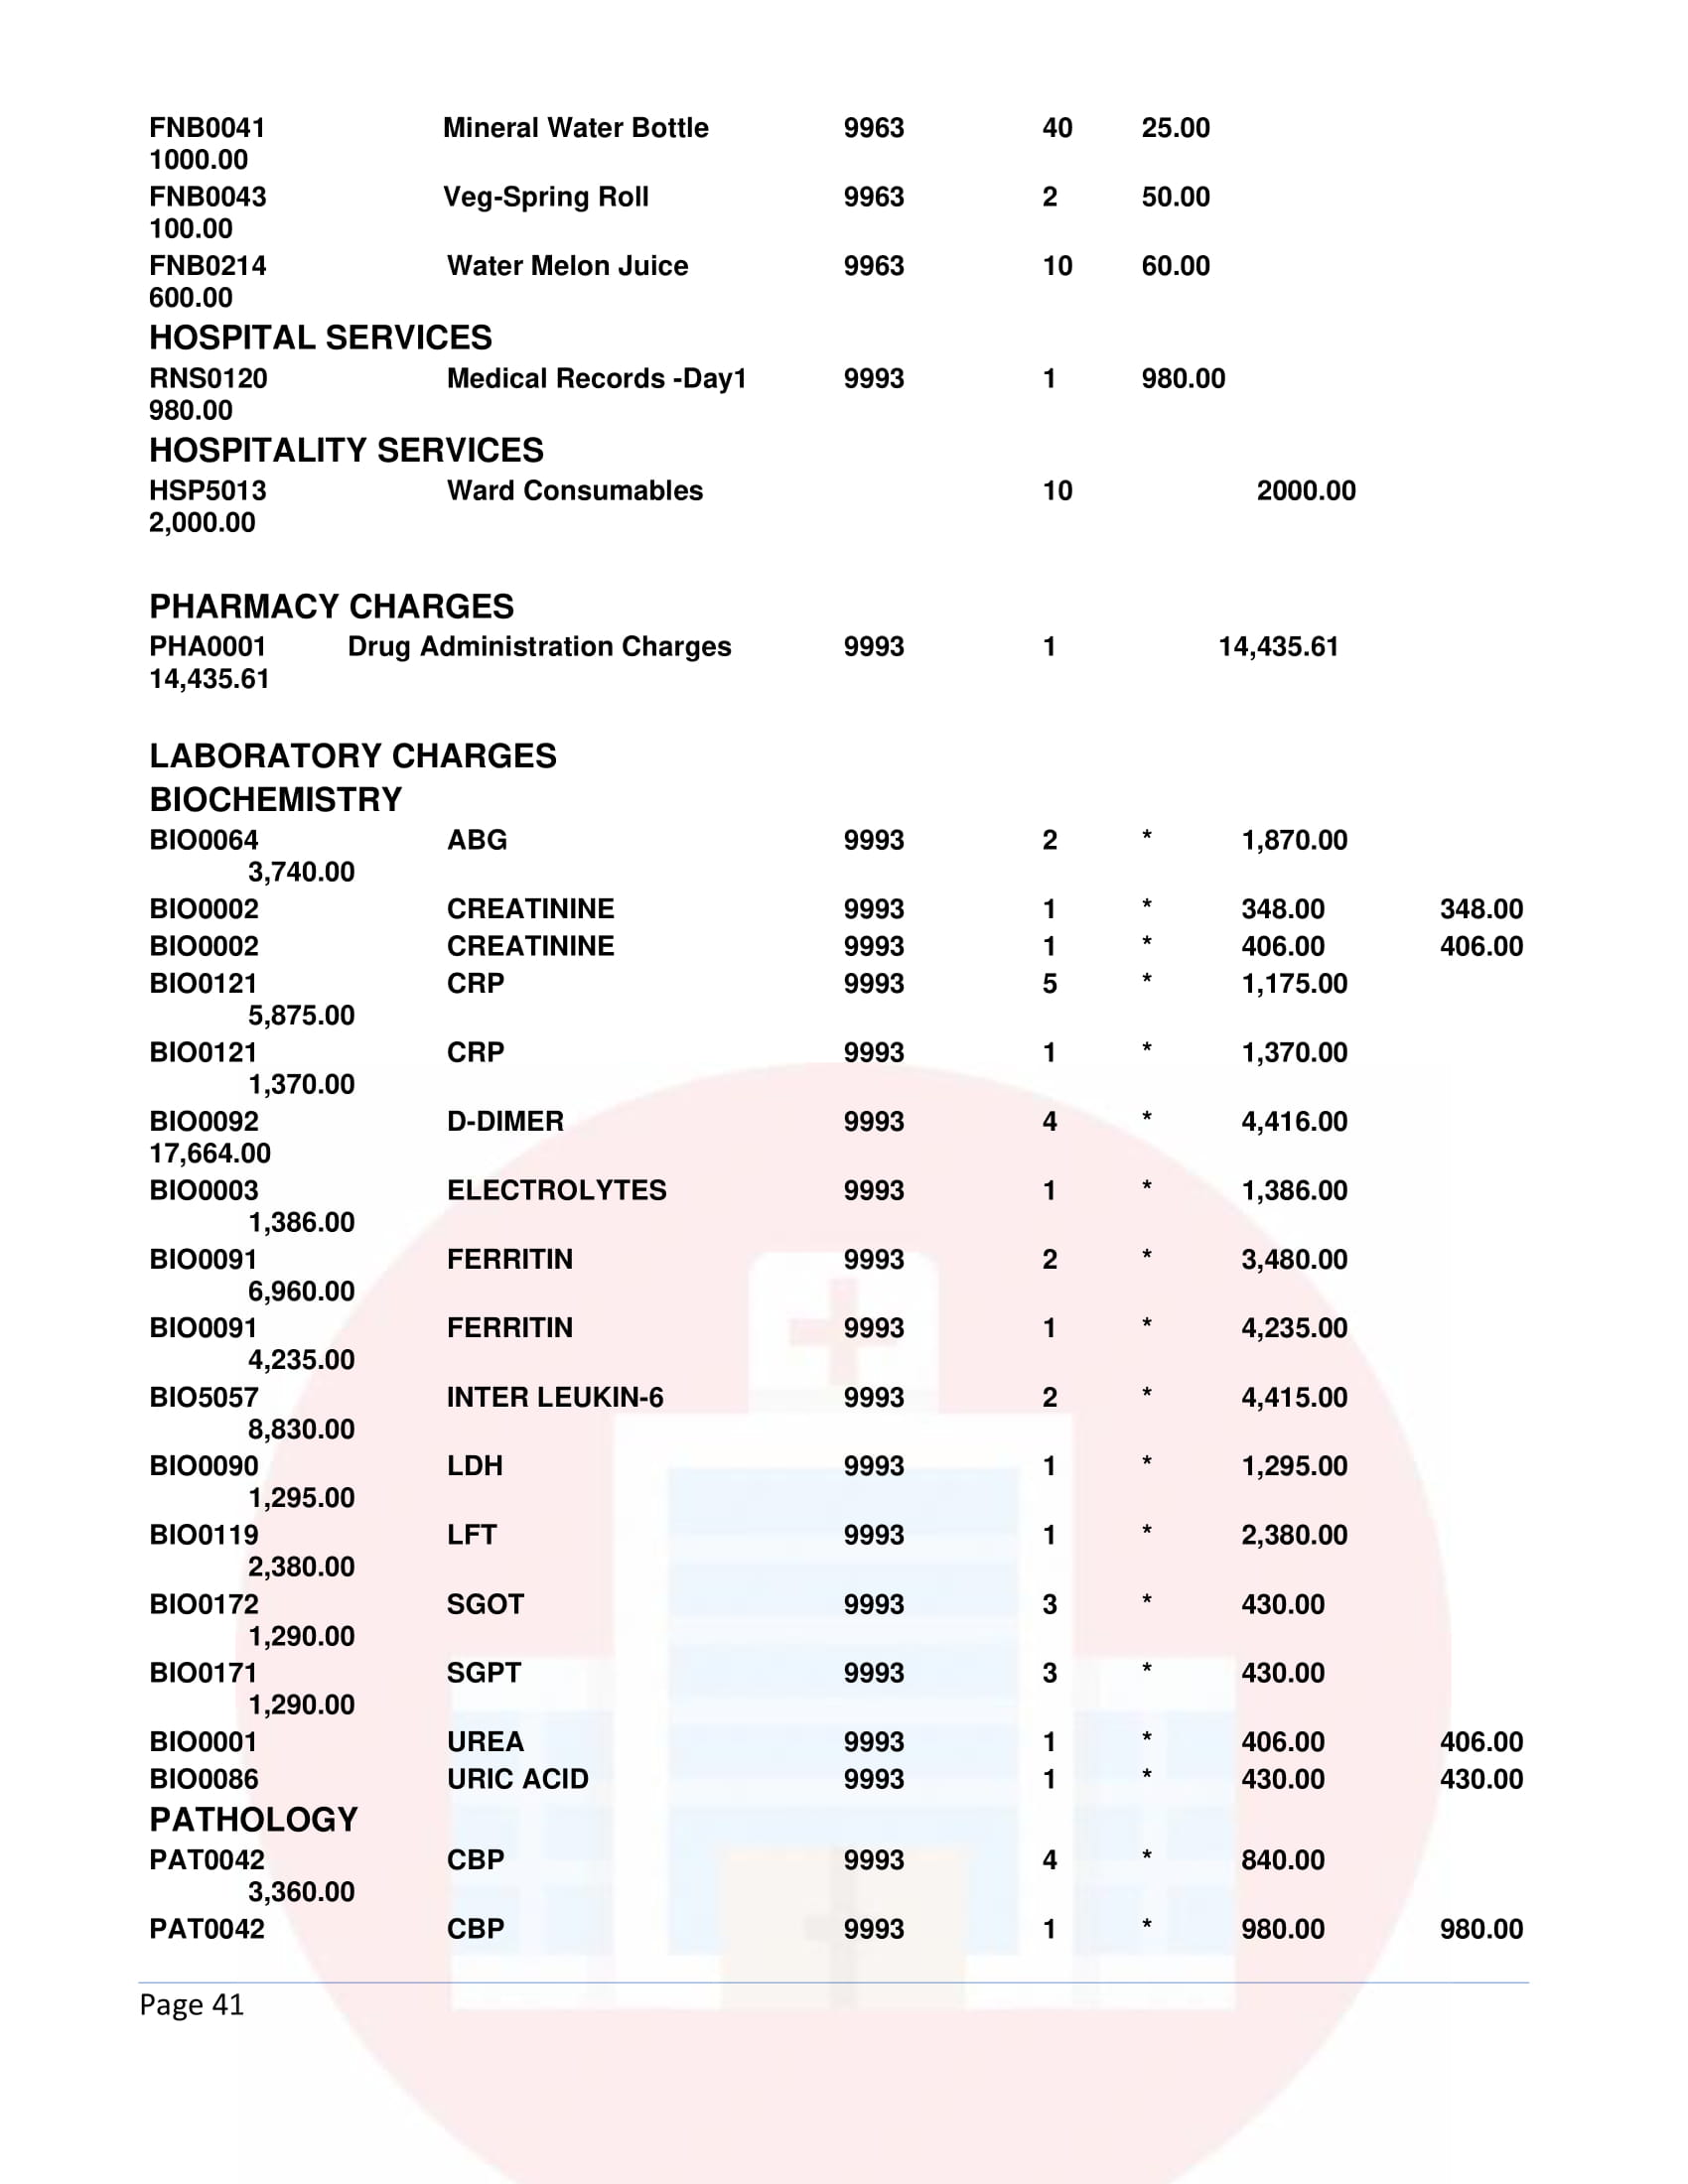 FNB0041 Mineral Water Bottle 9963 40 25.00
1000.00
FNB0043 Veg-Spring Roll 9963 2 50.00
100.00
FNB0214 Water Melon Juice 9963 10 60.00
600.00
HOSPITAL SERVICES
RNS0120 Medical Records -Day1 9993 1 980.00
980.00
HOSPITALITY SERVICES
HSP5013 Ward Consumables 10 2000.00
2,000.00
PHARMACY CHARGES
PHA0001 Drug Administration Charges 9993 1 14,435.61
14,435.61
LABORATORY CHARGES
BIOCHEMISTRY
BIO0064 ABG 9993 2 * 1,870.00
3,740.00
BIO0002 CREATININE 9993 1 * 348.00 348.00
BIO0002 CREATININE 9993 1 * 406.00 406.00
BIO0121 CRP 9993 5 * 1,175.00
5,875.00
BIO0121 CRP 9993 1 * 1,370.00
1,370.00
BIO0092 D-DIMER 9993 4 * 4,416.00
17,664.00
BIO0003 ELECTROLYTES 9993 1 * 1,386.00
1,386.00
BIO0091 FERRITIN 9993 2 * 3,480.00
6,960.00
BIO0091 FERRITIN 9993 1 * 4,235.00
4,235.00
BIO5057 INTER LEUKIN-6 9993 2 * 4,415.00
8,830.00
BIO0090 LDH 9993 1 * 1,295.00
1,295.00
BIO0119 LFT 9993 1 * 2,380.00
2,380.00
BIO0172 SGOT 9993 3 * 430.00
1,290.00
BIO0171 SGPT 9993 3 * 430.00
1,290.00
BIO0001 UREA 9993 1 * 406.00 406.00
BIO0086 URIC ACID 9993 1 * 430.00 430.00
PATHOLOGY
PAT0042 CBP 9993 4 * 840.00
3,360.00
PAT0042 CBP 9993 1 * 980.00 980.00
Page 41